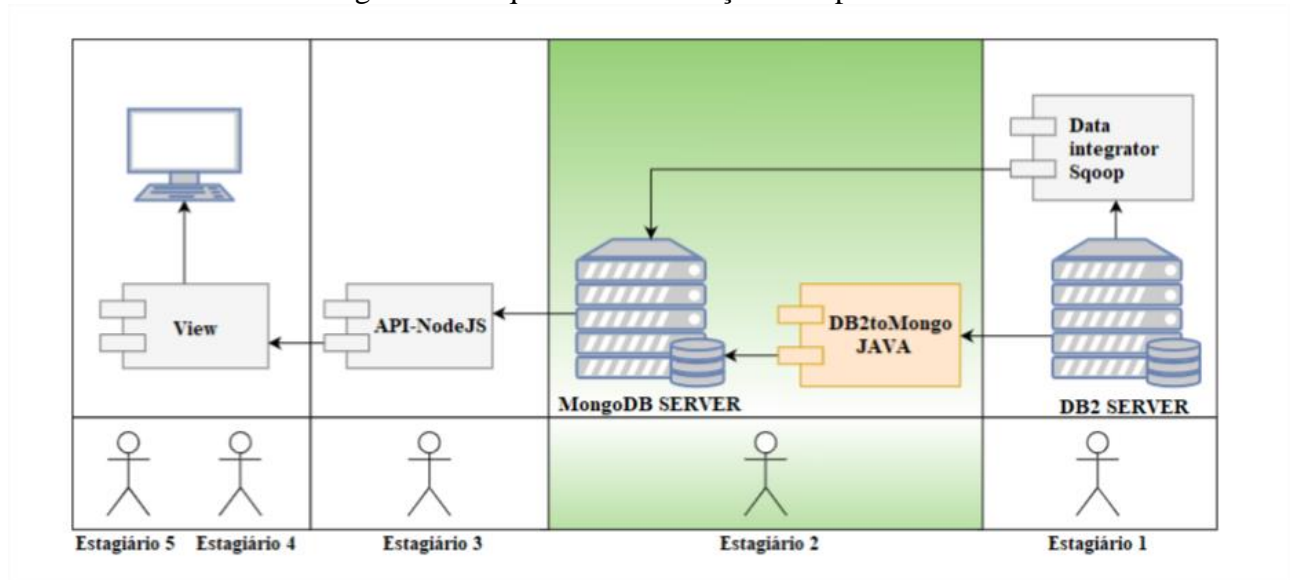 Data
integrator
Sqoop
View
API-NodeJS
DB2toMongo
JAVA
MongoDB SERVER
DB2 SERVER
Estagiário 5
Estagiário 4
Estagiário 3
Estagiário 2
Estagiário 1